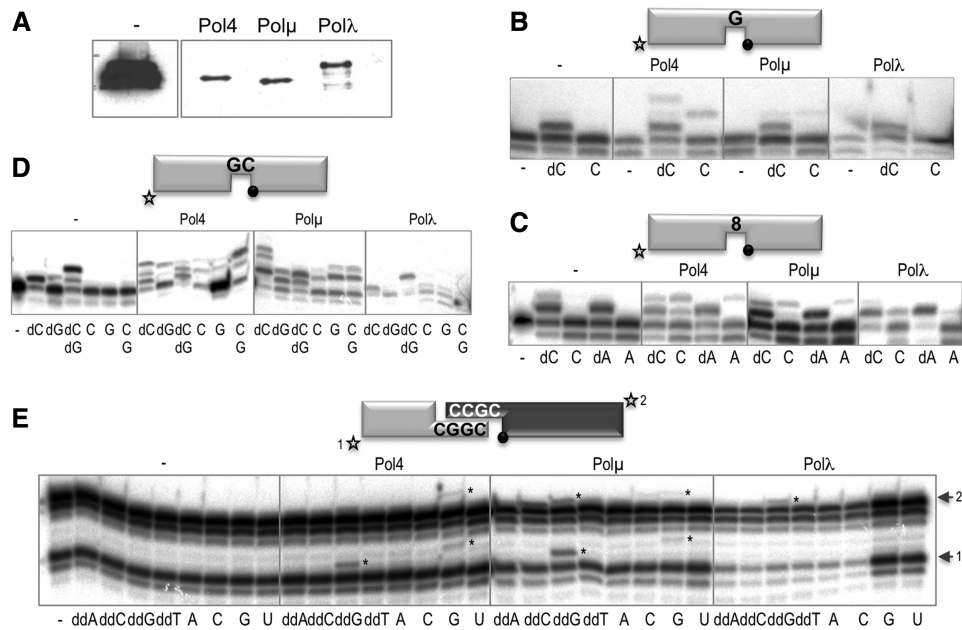 A
- Pol4 Polμ Polλ
B
G
- Pol4 Polμ Polλ
- dC C - dC C - dC C - dC C
D
GC
- Pol4 Polμ Polλ
- dC dG dC C G C dC dG dC C G C dC dG dC C G C dC dG dC C G C
dG G dG G dG G dG G
C
8
- Pol4 Polμ Polλ
- dC C dA A dC C dA A dC C dA A dC C dA A
E
CCGC
CGGC
1
2
- Pol4 Polμ Polλ
* * * * * * * *
2
1
- ddA ddC ddG ddT A C G U ddA ddC ddG ddT A C G U ddA ddC ddG ddT A C G U ddA ddC ddG ddT A C G U